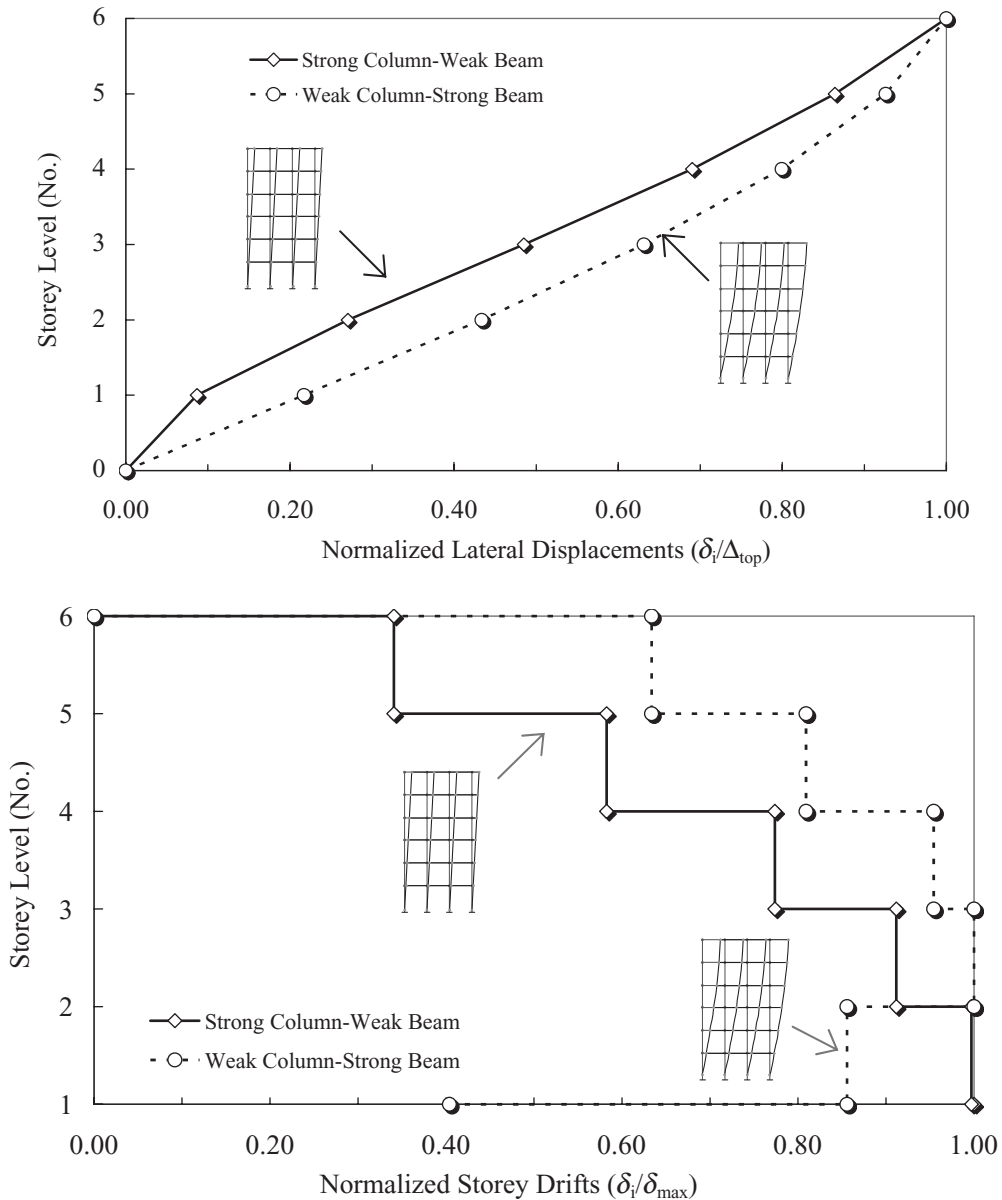 6
5
4
3
2
1
0
Storey Level (No.)
Strong Column-Weak Beam
Weak Column-Strong Beam
0.00 0.20 0.40 0.60 0.80 1.00
Normalized Lateral Displacements (δi/Δtop)
6
5
4
3
2
1
Storey Level (No.)
Strong Column-Weak Beam
Weak Column-Strong Beam
0.00 0.20 0.40 0.60 0.80 1.00
Normalized Storey Drifts (δi/δmax)